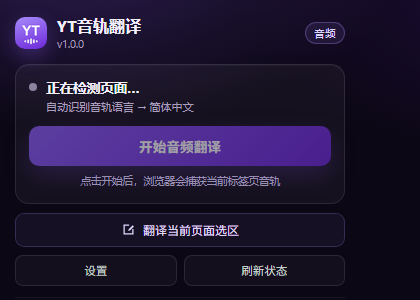 YT
YT音轨翻译
v1.0.0
音频
正在检测页面...
自动识别音轨语言 → 简体中文
开始音频翻译
点击开始后，浏览器会捕获当前标签页音轨
翻译当前页面选区
设置
刷新状态